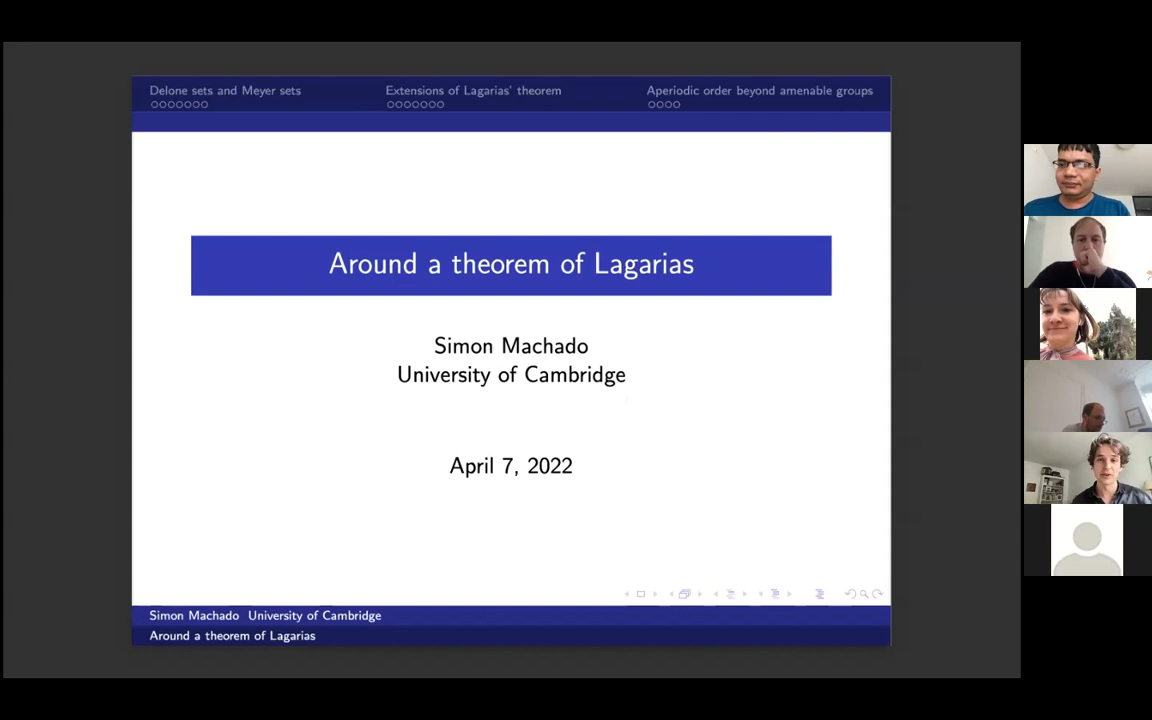 Delone sets and Meyer sets
Extensions of Lagarias' theorem
Aperiodic order beyond amenable groups
Around a theorem of Lagarias
Simon Machado
University of Cambridge
April 7, 2022
Simon Machado University of Cambridge
Around a theorem of Lagarias